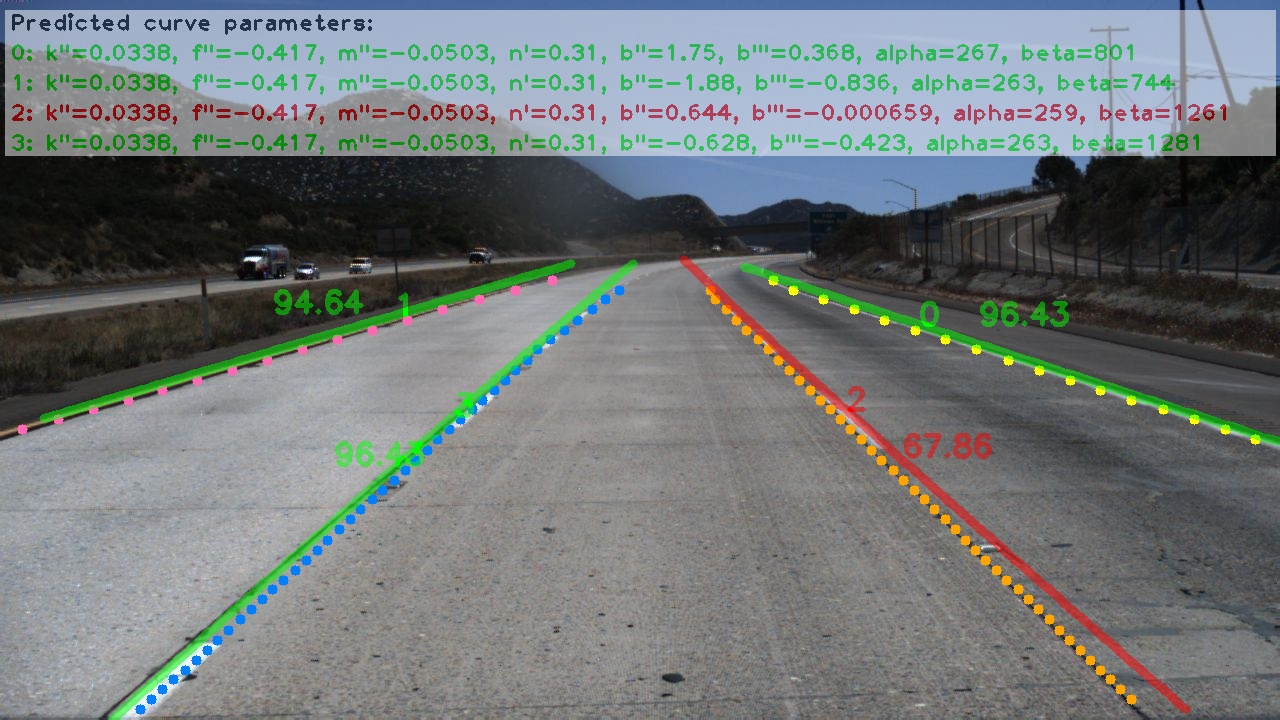 Predicted curve parameters:
0: k''=0.0338, f''=-0.417, m''=-0.0503, n'=0.31, b''=1.75, b'''=0.368, alpha=267, beta=801
1: k''=0.0338, f''=-0.417, m''=-0.0503, n'=0.31, b''=-1.88, b'''=-0.836, alpha=263, beta=744
2: k''=0.0338, f''=-0.417, m''=-0.0503, n'=0.31, b''=0.644, b'''=-0.000659, alpha=259, beta=1261
3: k''=0.0338, f''=-0.417, m''=-0.0503, n'=0.31, b''=-0.628, b'''=-0.423, alpha=263, beta=1281
94.64 1
0 96.43
3
2
96.43
67.86